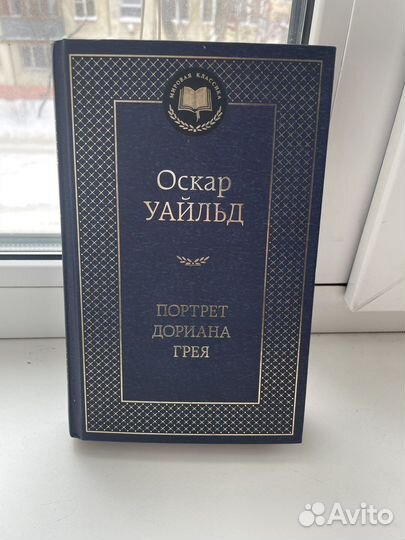 МИРОВАЯ КЛАССИКА
Оскар
УАЙЛЬД
ПОРТРЕТ
ДОРИАНА
ГРЕЯ
Avito